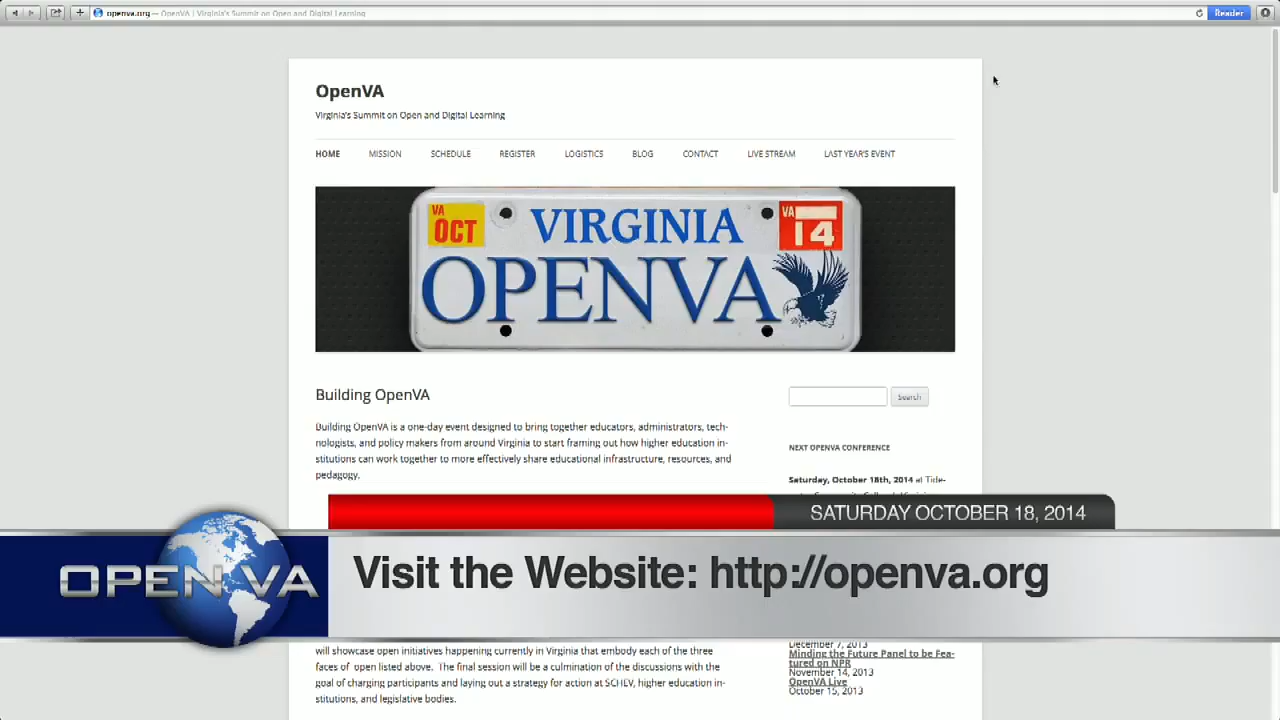 openva.org — OpenVA | Virginia's Summit on Open and Digital Learning
Reader
OpenVA
Virginia's Summit on Open and Digital Learning
HOME MISSION SCHEDULE REGISTER LOGISTICS BLOG CONTACT LIVE STREAM LAST YEAR'S EVENT
VA OCT VIRGINIA VA 14
OPENVA
Building OpenVA
Search
Building OpenVA is a one-day event designed to bring together educators, administrators, tech-
nologists, and policy makers from around Virginia to start framing out how higher education in-
stitutions can work together to more effectively share educational infrastructure, resources, and
pedagogy.
NEXT OPENVA CONFERENCE
Saturday, October 18th, 2014 at Tide-
SATURDAY OCTOBER 18, 2014
OPEN VA
Visit the Website: http://openva.org
will showcase open initiatives happening currently in Virginia that embody each of the three
faces of open listed above. The final session will be a culmination of the discussions with the
goal of charging participants and laying out a strategy for action at SCHEV, higher education in-
stitutions, and legislative bodies.
December 7, 2013
Minding the Future Panel to be Fea-
tured on NPR
November 14, 2013
OpenVA Live
October 15, 2013